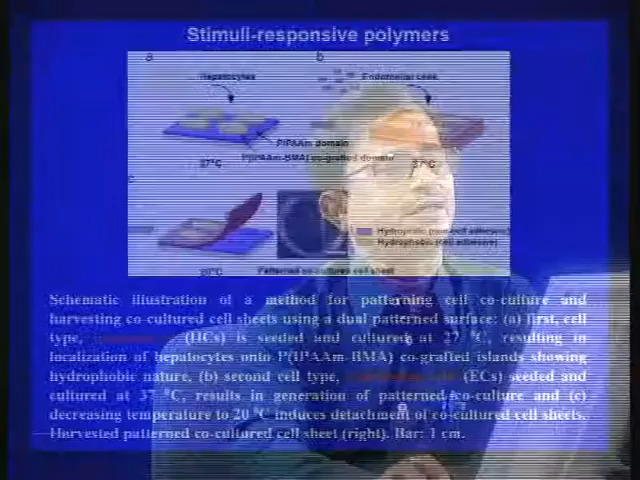 Stimuli-responsive polymers
a
b
Hepatocytes
Endothelial cells
PIPAAm domain
P(IPAAm-BMA) co-grafted domain
37°C
c
Hydrophobic (cell adhesive)
20°C
Patterned co-cultured cell sheet
Schematic illustration of a method for patterning cell co-culture and
harvesting co-cultured cell sheets using a dual patterned surface: (a) first, cell
type, (HCs) is seeded and cultured at 27 °C, resulting in
localization of hepatocytes onto P(IPAAm-BMA) co-grafted islands showing
hydrophobic nature, (b) second cell type, (ECs) seeded and
cultured at 37 °C, results in generation of patterned co-culture and (c)
decreasing temperature to 20 °C induces detachment of co-cultured cell sheets.
Harvested patterned co-cultured cell sheet (right). Bar: 1 cm.